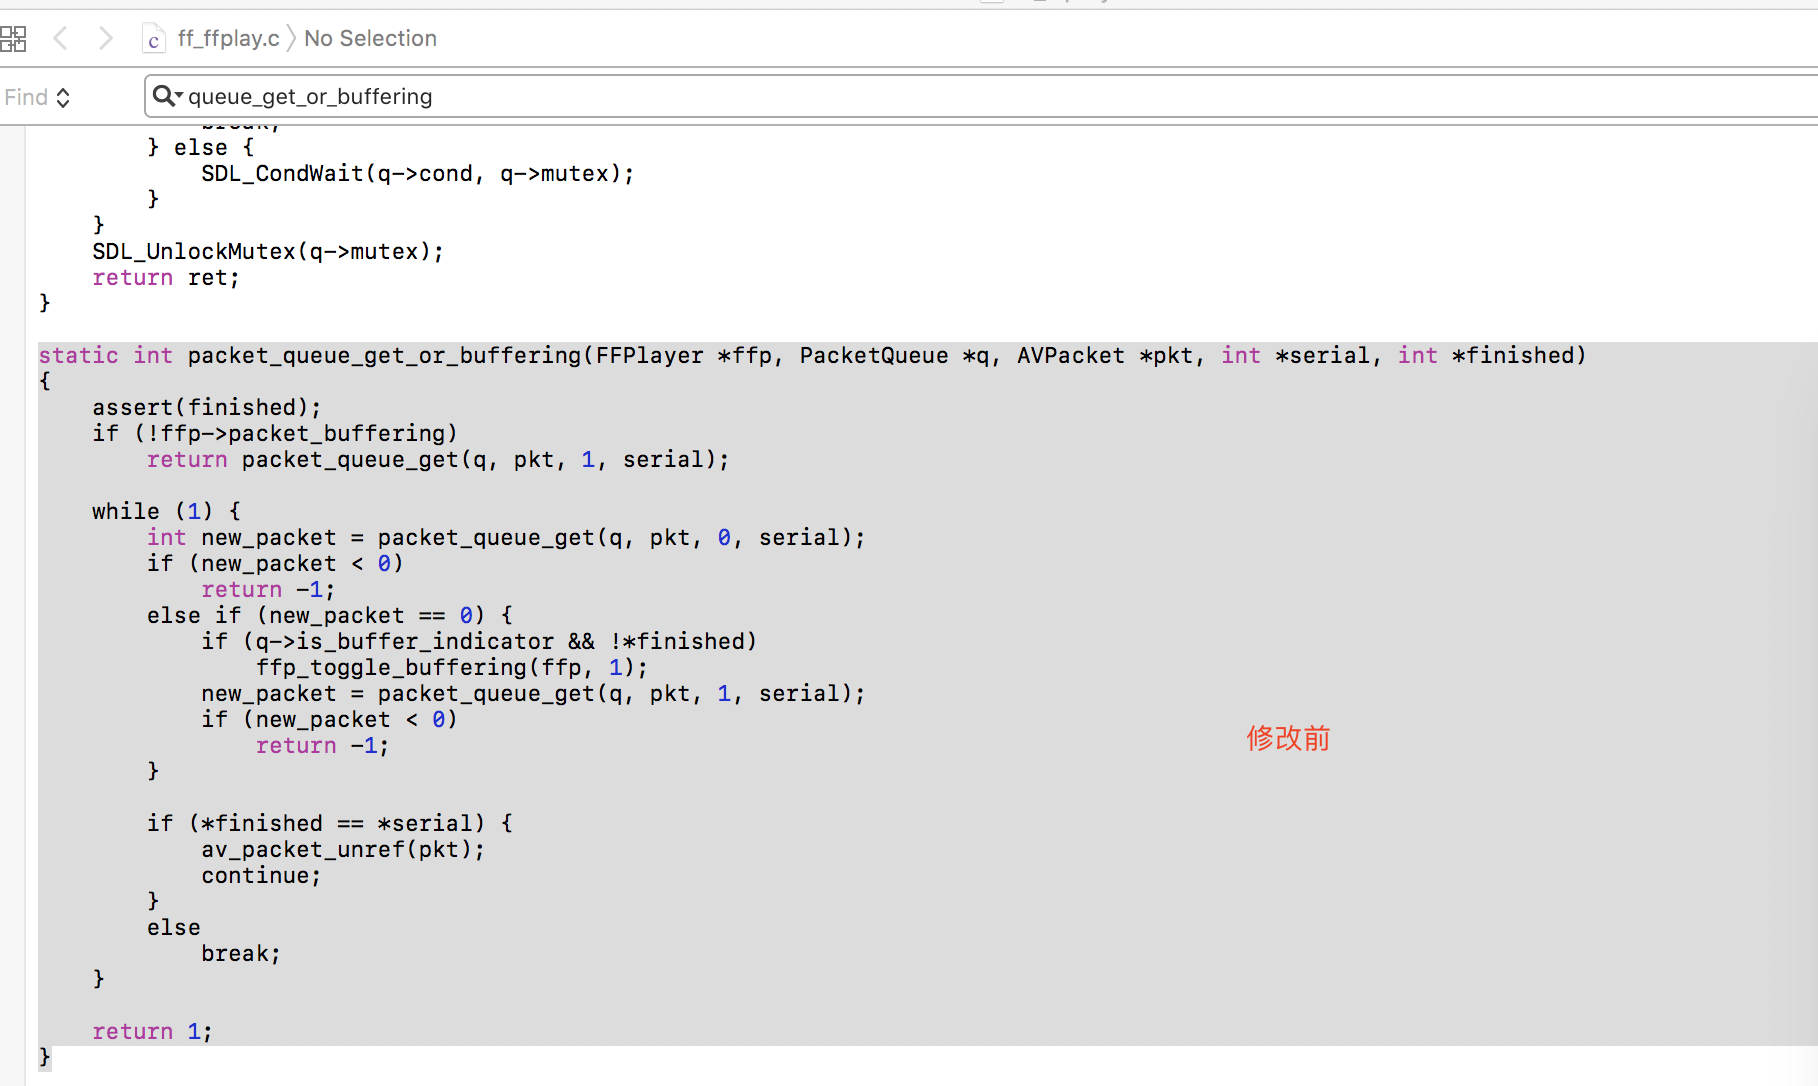 c ff_ffplay.c No Selection
Find queue_get_or_buffering
break;
} else {
SDL_CondWait(q->cond, q->mutex);
}
}
SDL_UnlockMutex(q->mutex);
return ret;
}
static int packet_queue_get_or_buffering(FFPlayer *ffp, PacketQueue *q, AVPacket *pkt, int *serial, int *finished)
{
assert(finished);
if (!ffp->packet_buffering)
return packet_queue_get(q, pkt, 1, serial);
while (1) {
int new_packet = packet_queue_get(q, pkt, 0, serial);
if (new_packet < 0)
return -1;
else if (new_packet == 0) {
if (q->is_buffer_indicator && !*finished)
ffp_toggle_buffering(ffp, 1);
new_packet = packet_queue_get(q, pkt, 1, serial);
if (new_packet < 0)
return -1;
修改前
}
if (*finished == *serial) {
av_packet_unref(pkt);
continue;
}
else
break;
}
return 1;
}